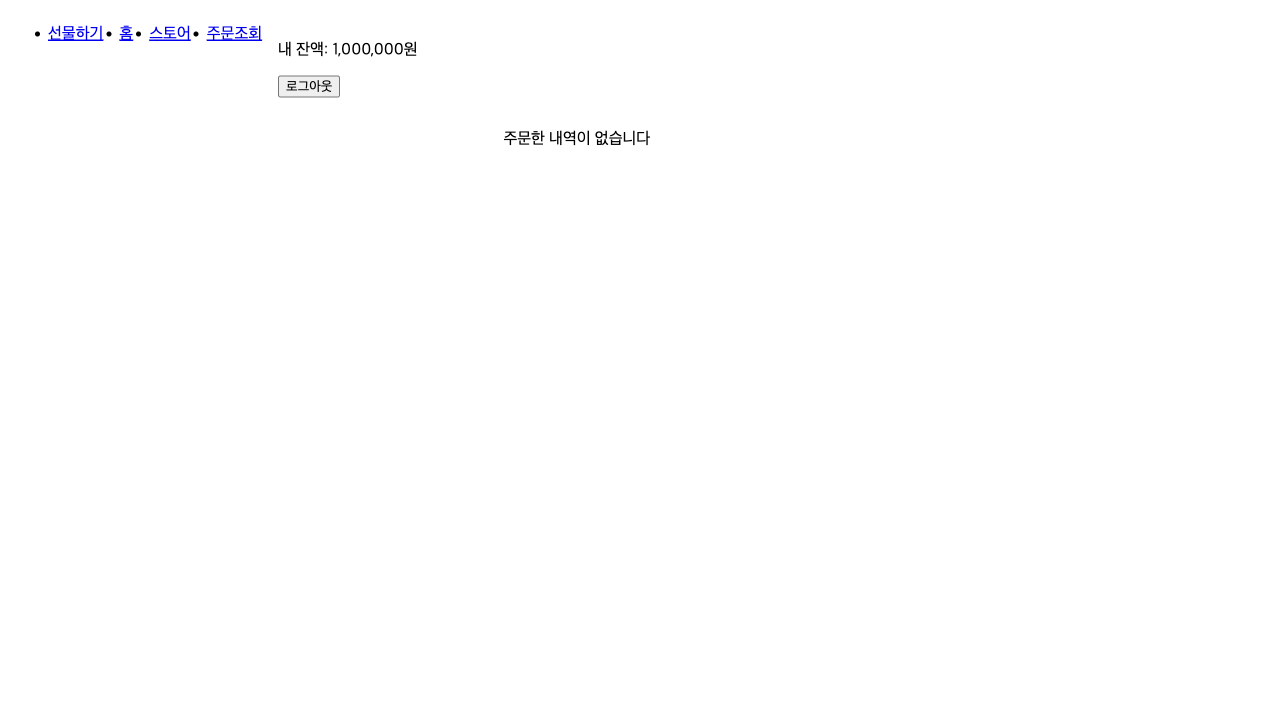 선물하기 홈 스토어 주문조회
내 잔액: 1,000,000원
로그아웃
주문한 내역이 없습니다